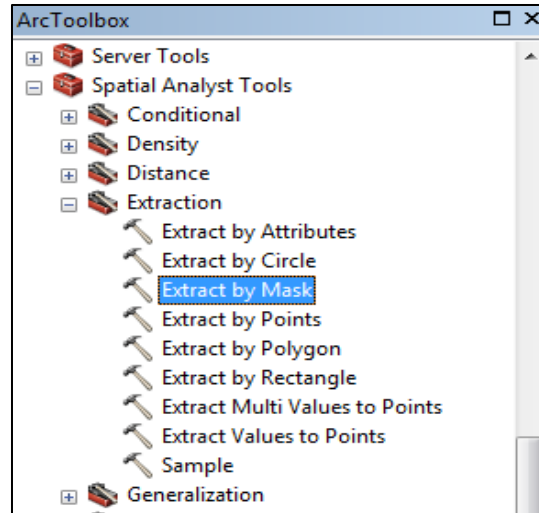 ArcToolbox
Server Tools
Spatial Analyst Tools
Conditional
Density
Distance
Extraction
Extract by Attributes
Extract by Circle
Extract by Mask
Extract by Points
Extract by Polygon
Extract by Rectangle
Extract Multi Values to Points
Extract Values to Points
Sample
Generalization